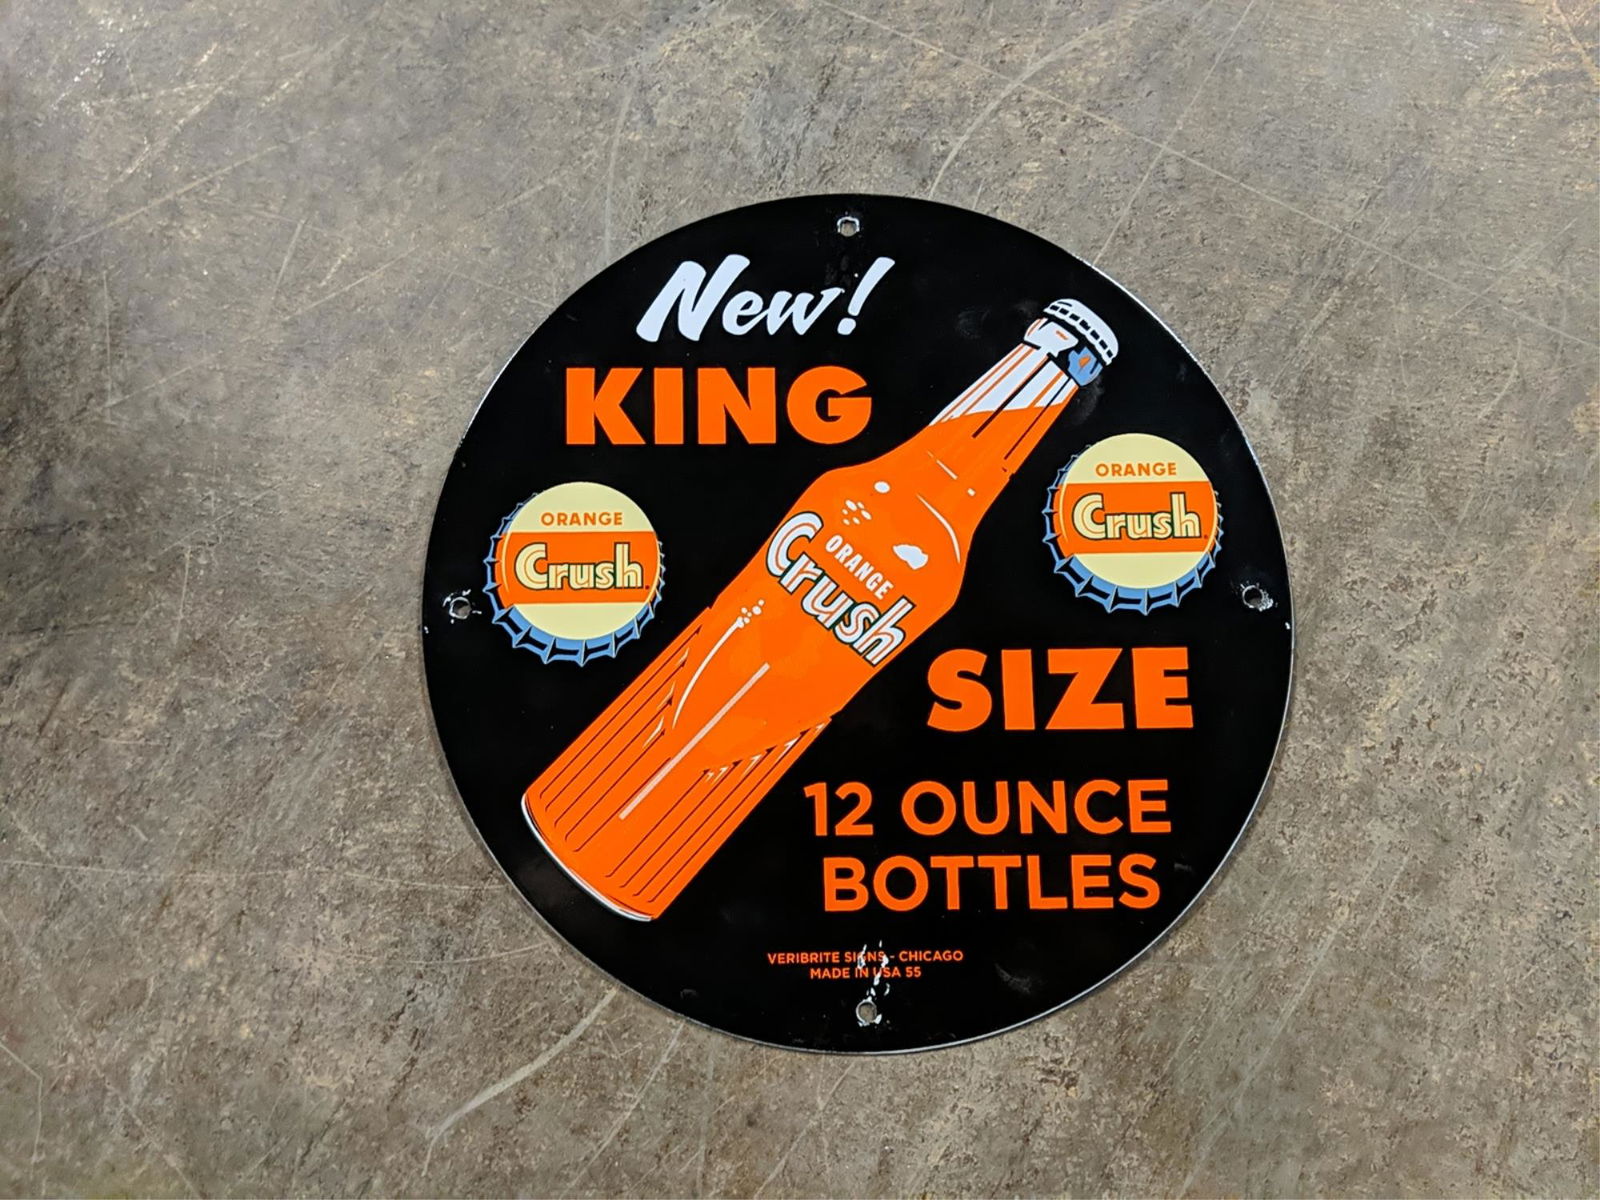 New!
KING
ORANGE
Crush
ORANGE
Crush
ORANGE
Crush
SIZE
12 OUNCE
BOTTLES
VERIBRITE SIGNS - CHICAGO
MADE IN USA 55